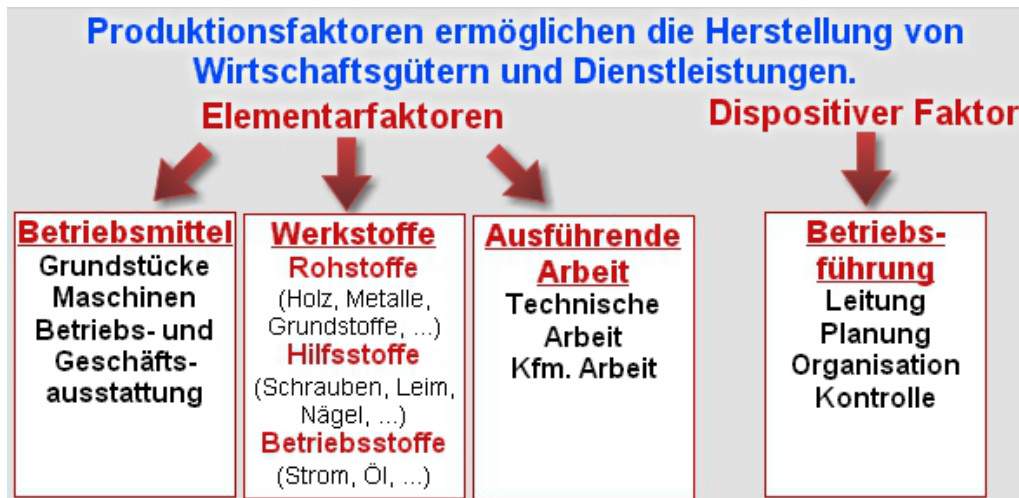 Produktionsfaktoren ermöglichen die Herstellung von
Wirtschaftsgütern und Dienstleistungen.
Elementarfaktoren
Dispositiver Faktor
Betriebsmittel
Grundstücke
Maschinen
Betriebs- und
Geschäfts-
ausstattung
Werkstoffe
Rohstoffe
(Holz, Metalle,
Grundstoffe, ...)
Hilfsstoffe
(Schrauben, Leim,
Nägel, ...)
Betriebsstoffe
(Strom, Öl, ...)
Ausführende
Arbeit
Technische
Arbeit
Kfm. Arbeit
Betriebs-
führung
Leitung
Planung
Organisation
Kontrolle